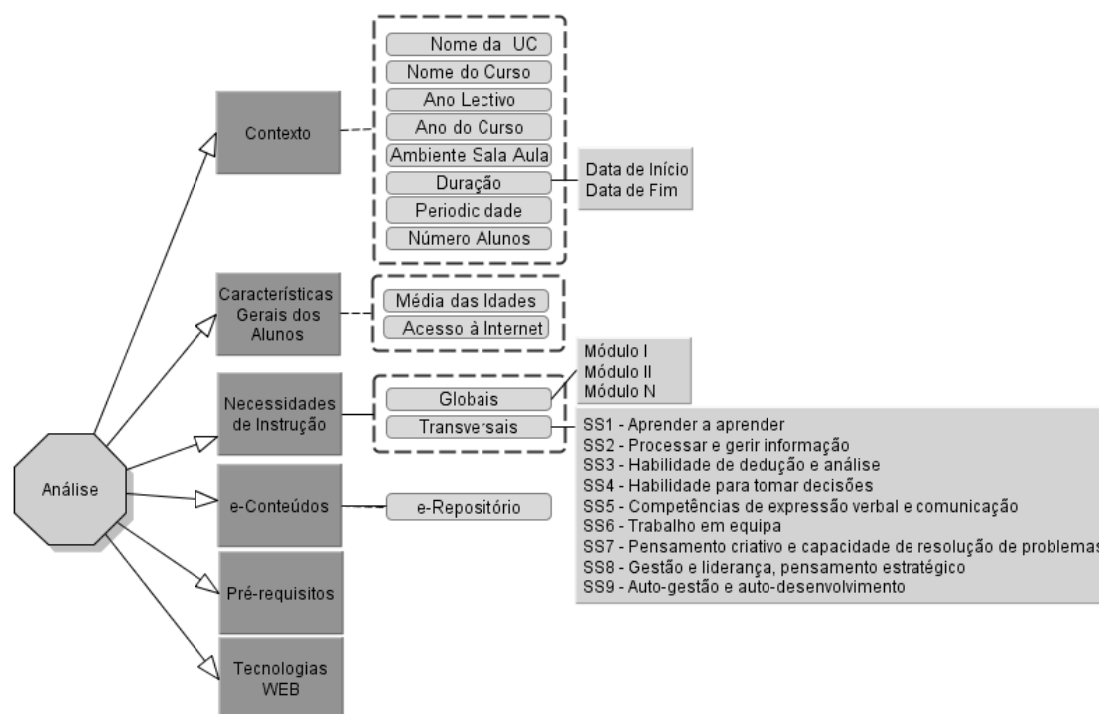 Análise
Contexto
Nome da UC
Nome do Curso
Ano Lectivo
Ano do Curso
Ambiente Sala Aula
Duração
Periodicidade
Número Alunos
Data de Início
Data de Fim
Características
Gerais dos
Alunos
Média das Idades
Acesso à Internet
Necessidades
de Instrução
Globais
Transversais
Módulo I
Módulo II
Módulo N
SS1 - Aprender a aprender
SS2 - Processar e gerir informação
SS3 - Habilidade de dedução e análise
SS4 - Habilidade para tomar decisões
SS5 - Competências de expressão verbal e comunicação
SS6 - Trabalho em equipa
SS7 - Pensamento criativo e capacidade de resolução de problemas
SS8 - Gestão e liderança, pensamento estratégico
SS9 - Auto-gestão e auto-desenvolvimento
e-Conteúdos
e-Repositório
Pré-requisitos
Tecnologias
WEB